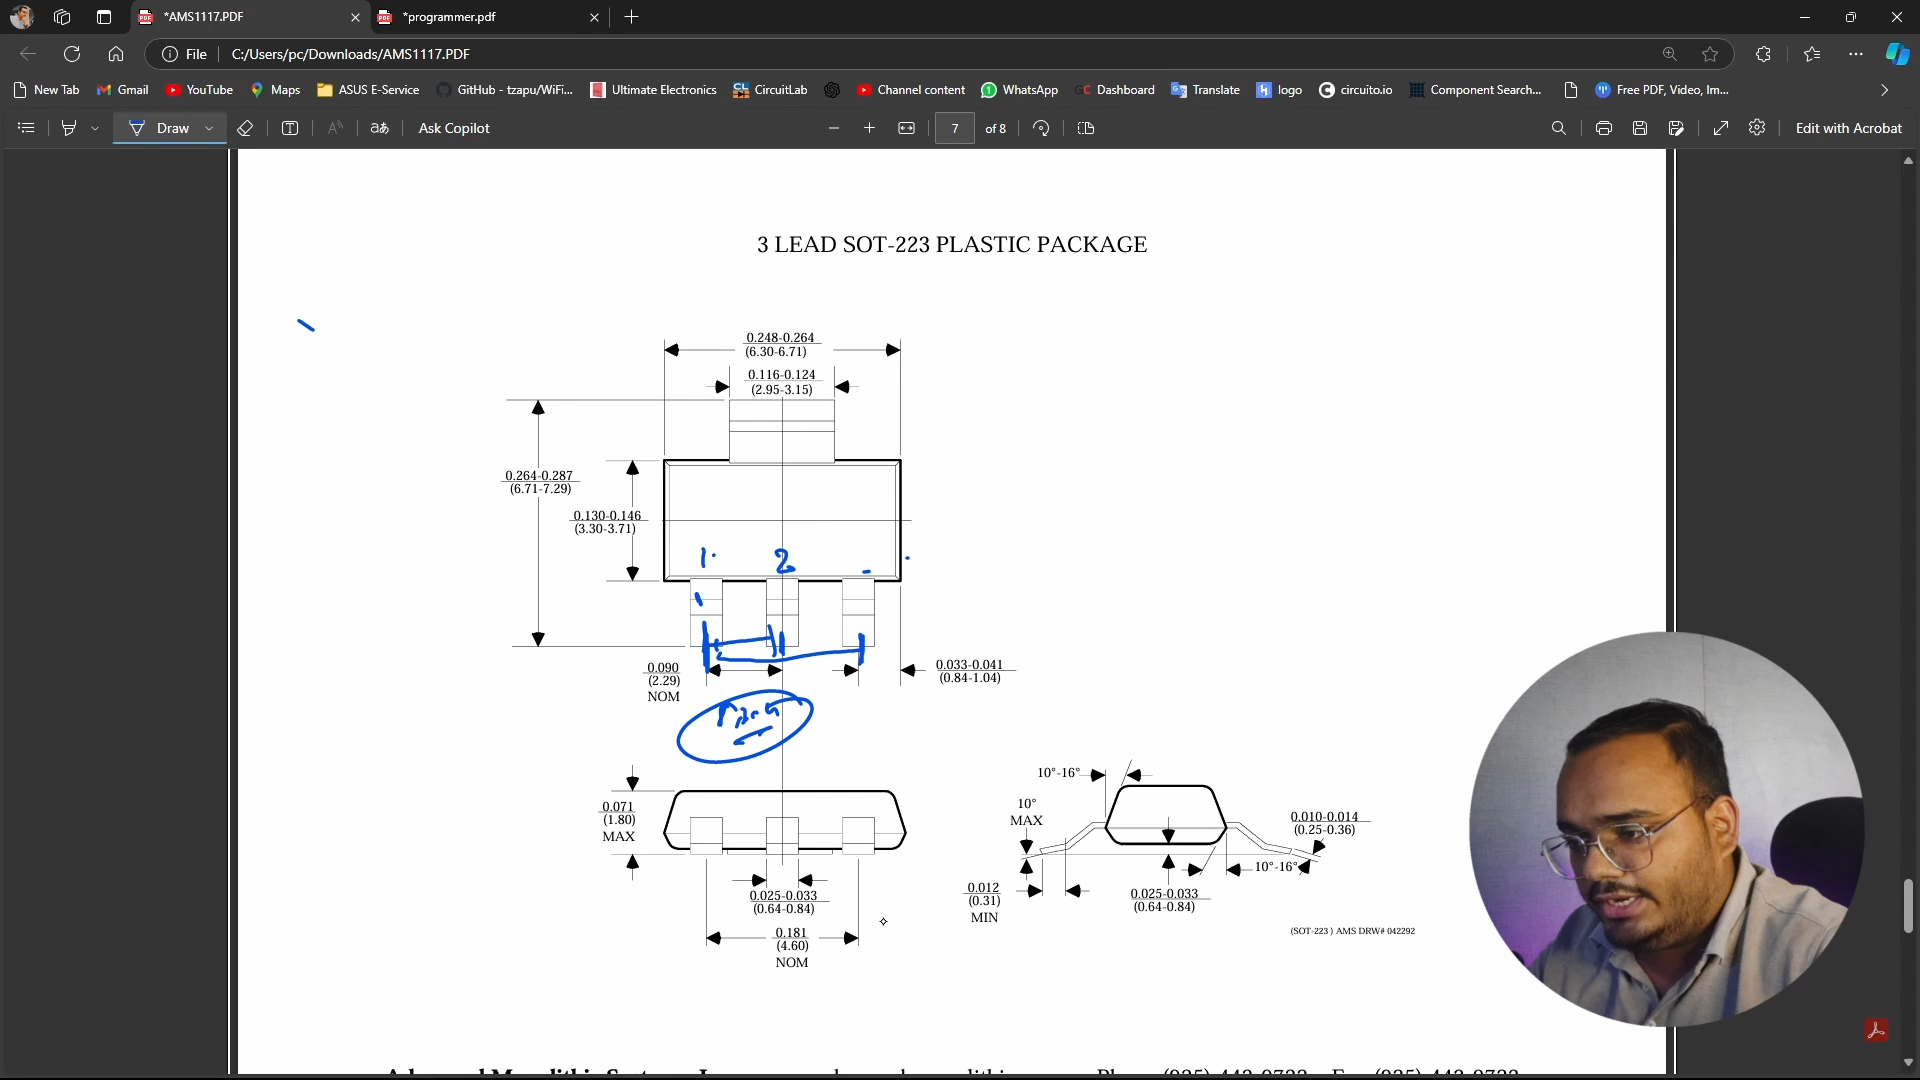 *AMS1117.PDF
*programmer.pdf
File
C:/Users/pc/Downloads/AMS1117.PDF
New Tab
Gmail
YouTube
Maps
ASUS E-Service
GitHub - tzapu/WiFi...
Ultimate Electronics
CircuitLab
Channel content
WhatsApp
Dashboard
Translate
logo
circuito.io
Component Search...
Free PDF, Video, Im...
Draw
Ask Copilot
7 of 8
Edit with Acrobat
3 LEAD SOT-223 PLASTIC PACKAGE
0.248-0.264
(6.30-6.71)
0.116-0.124
(2.95-3.15)
0.264-0.287
(6.71-7.29)
0.130-0.146
(3.30-3.71)
1
2
0.090
(2.29)
NOM
0.033-0.041
(0.84-1.04)
0.071
(1.80)
MAX
0.025-0.033
(0.64-0.84)
0.181
(4.60)
NOM
10°-16°
10°
MAX
0.010-0.014
(0.25-0.36)
10°-16°
0.012
(0.31)
MIN
0.025-0.033
(0.64-0.84)
(SOT-223 ) AMS DRW# 042292